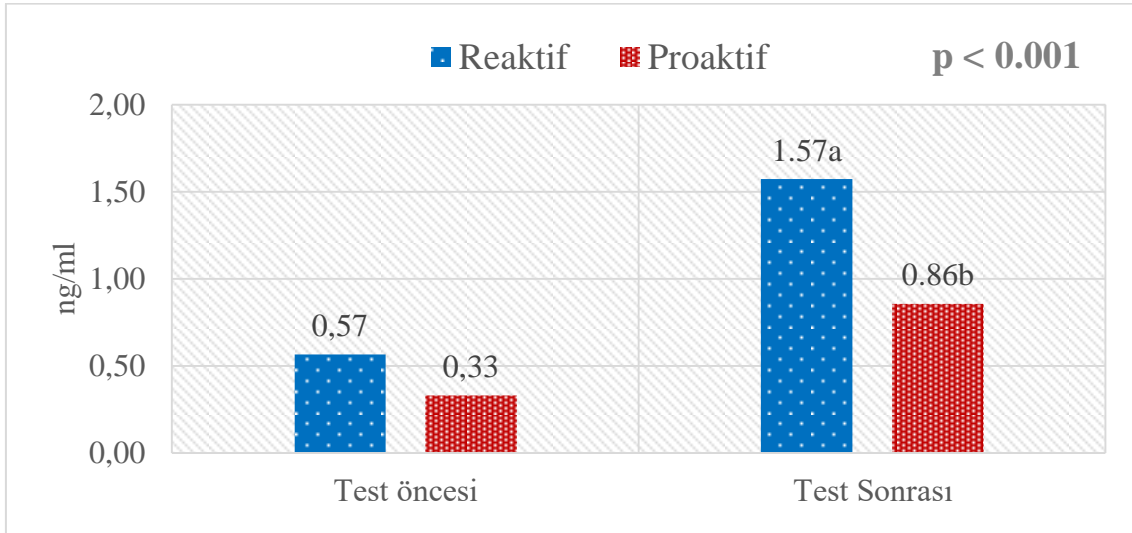 Reaktif Proaktif p < 0.001
2,00
1,50
1,00
0,50
0,00
ng/ml
0,57
0,33
1.57a
0.86b
Test öncesi Test Sonrası